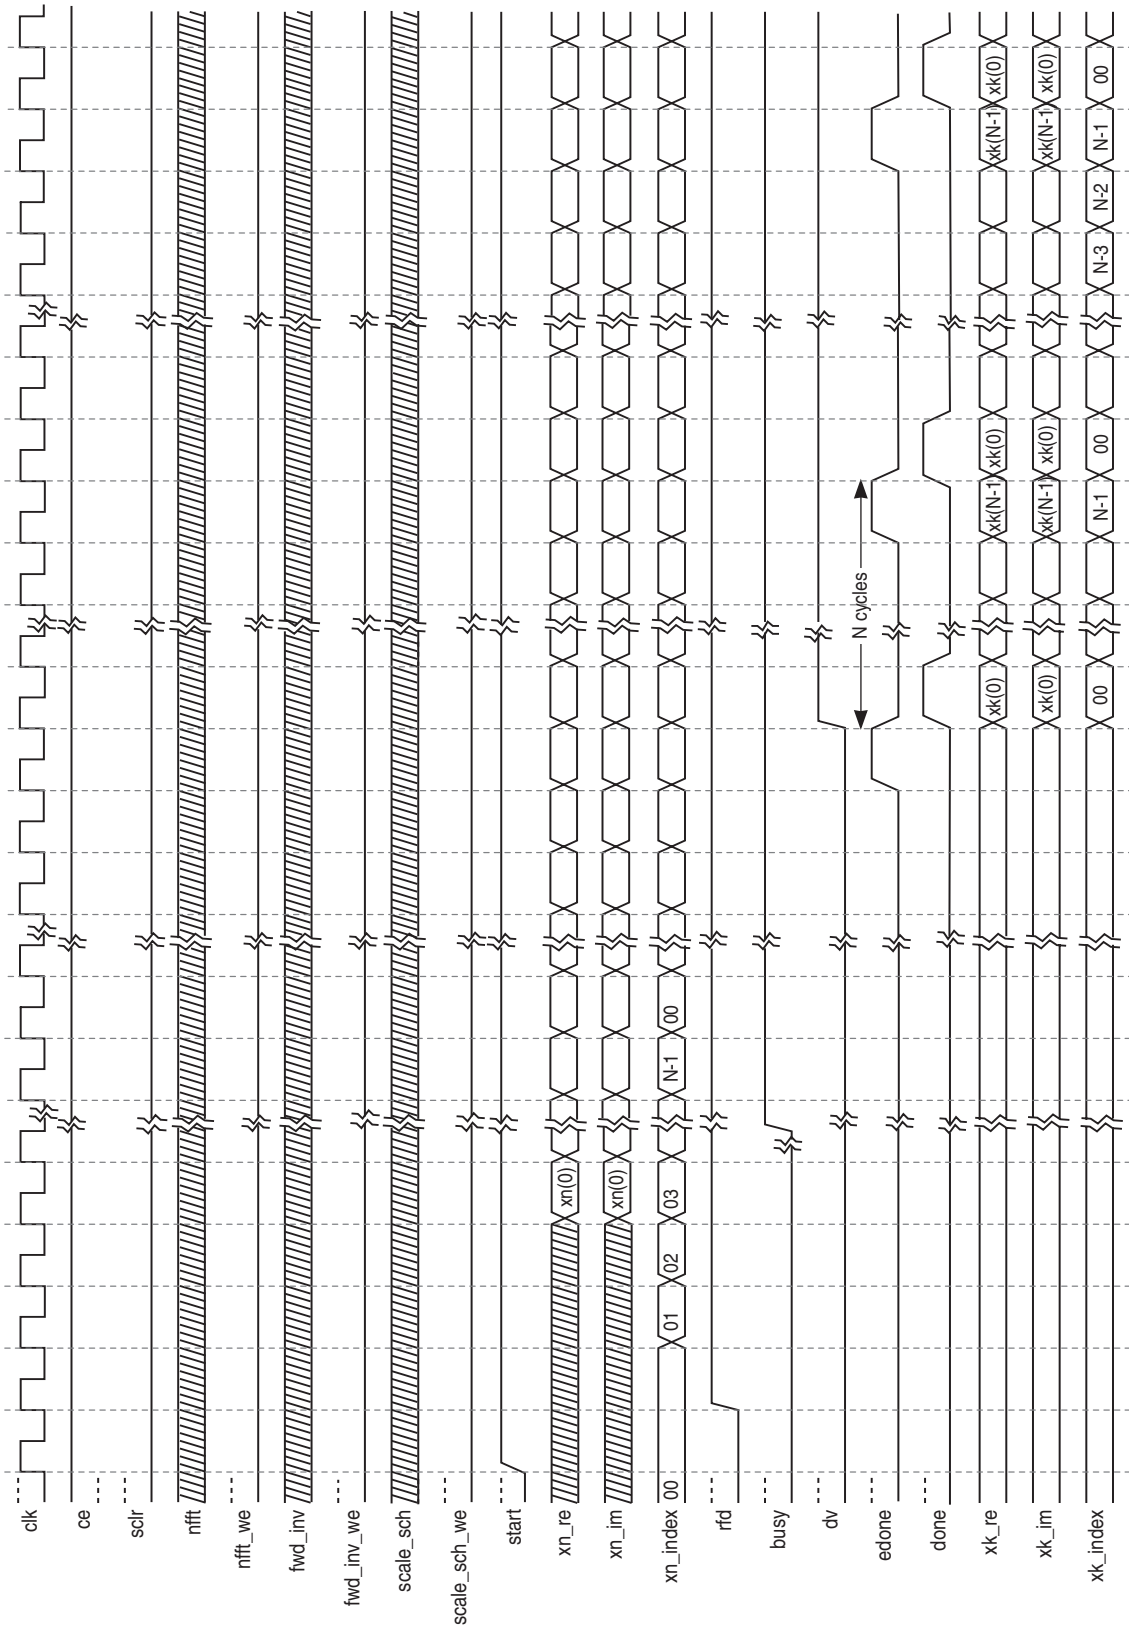 clk
ce
sclr
nfft
nfft_we
fwd_inv
fwd_inv_we
scale_sch
scale_sch_we
start
xn_re xn(0)
xn_im xn(0)
xn_index 00 01 02 03 N-1 00
rfd
busy
dv
N cycles
edone
done
xk_re xk(0) xk(N-1) xk(0) xk(N-1) xk(0)
xk_im xk(0) xk(N-1) xk(0) xk(N-1) xk(0)
xk_index 00 N-1 00 N-3 N-2 N-1 00